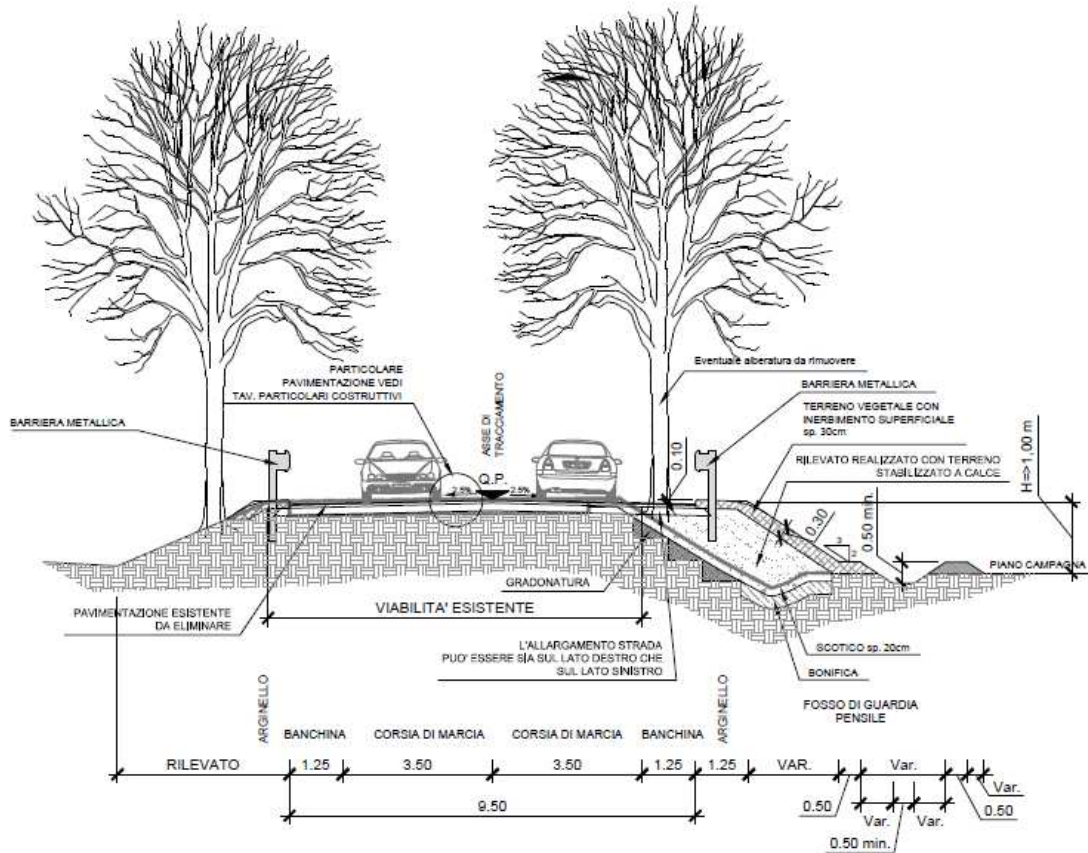 Eventuale alberatura da rimuovere
PARTICOLARE
PAVIMENTAZIONE VEDI
TAV. PARTICOLARI COSTRUTTIVI
ASSE DI
TRACCIAMENTO
BARRIERA METALLICA
TERRENO VEGETALE CON
INERBIMENTO SUPERFICIALE
sp. 30cm
BARRIERA METALLICA
RILEVATO REALIZZATO CON TERRENO
STABILIZZATO A CALCE
0.10
H=>1,00 m
Q.P.
2.5%
2.5%
0.30
3
2
0.50 min.
PIANO CAMPAGNA
GRADONATURA
PAVIMENTAZIONE ESISTENTE
DA ELIMINARE
VIABILITA' ESISTENTE
L'ALLARGAMENTO STRADA
PUO' ESSERE SIA SUL LATO DESTRO CHE
SUL LATO SINISTRO
SCOTICO sp. 20cm
BONIFICA
FOSSO DI GUARDIA
PENSILE
ARGINELLO
BANCHINA
CORSIA DI MARCIA
CORSIA DI MARCIA
BANCHINA
ARGINELLO
RILEVATO
1.25
3.50
3.50
1.25
1.25
VAR.
Var.
Var.
0.50
0.50
9.50
Var.
Var.
0.50 min.